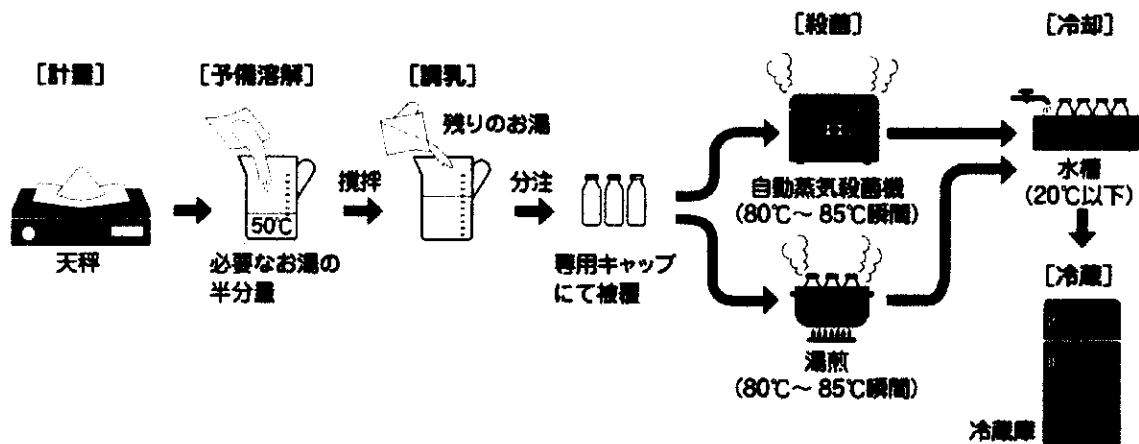 ［計量］
天秤
［予備溶解］
50℃
必要なお湯の
半分量
攪拌
［調乳］
残りのお湯
分注
専用キャップ
にて被覆
［殺菌］
自動蒸気殺菌機
（80℃～85℃瞬間）
湯煎
（80℃～85℃瞬間）
［冷却］
水槽
（20℃以下）
［冷蔵］
冷蔵庫